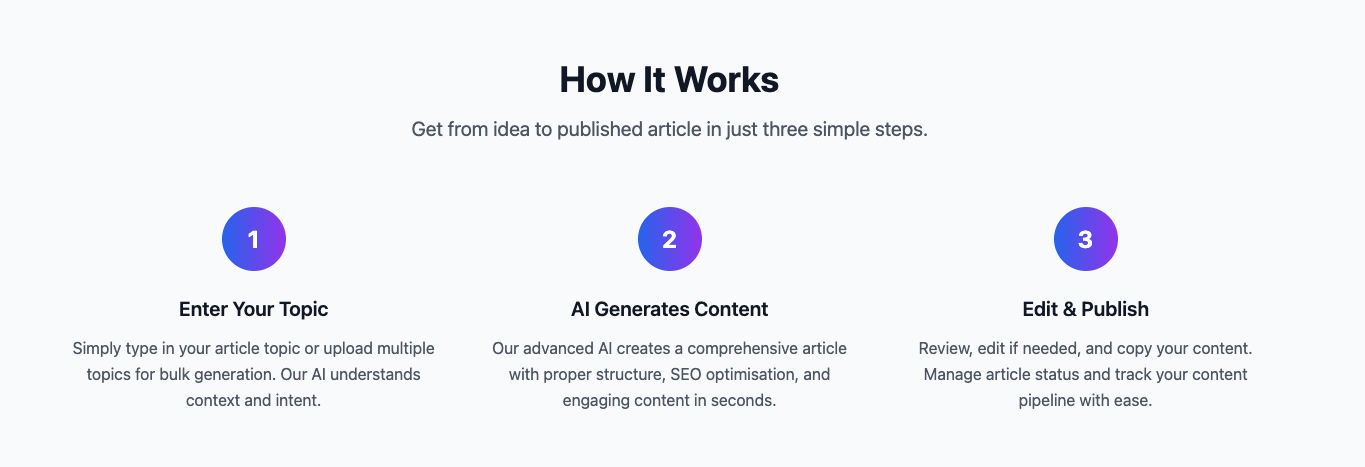 How It Works
Get from idea to published article in just three simple steps.
1
Enter Your Topic
Simply type in your article topic or upload multiple
topics for bulk generation. Our AI understands
context and intent.
2
AI Generates Content
Our advanced AI creates a comprehensive article
with proper structure, SEO optimisation, and
engaging content in seconds.
3
Edit & Publish
Review, edit if needed, and copy your content.
Manage article status and track your content
pipeline with ease.